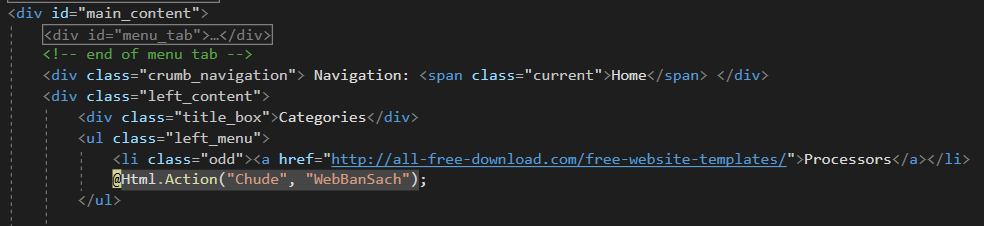 <div id="main_content">
<div id="menu_tab">...</div>
<!-- end of menu tab -->
<div class="crumb_navigation"> Navigation: <span class="current">Home</span> </div>
<div class="left_content">
<div class="title_box">Categories</div>
<ul class="left_menu">
<li class="odd"><a href="http://all-free-download.com/free-website-templates/">Processors</a></li>
@Html.Action("Chude", "WebBanSach");
</ul>